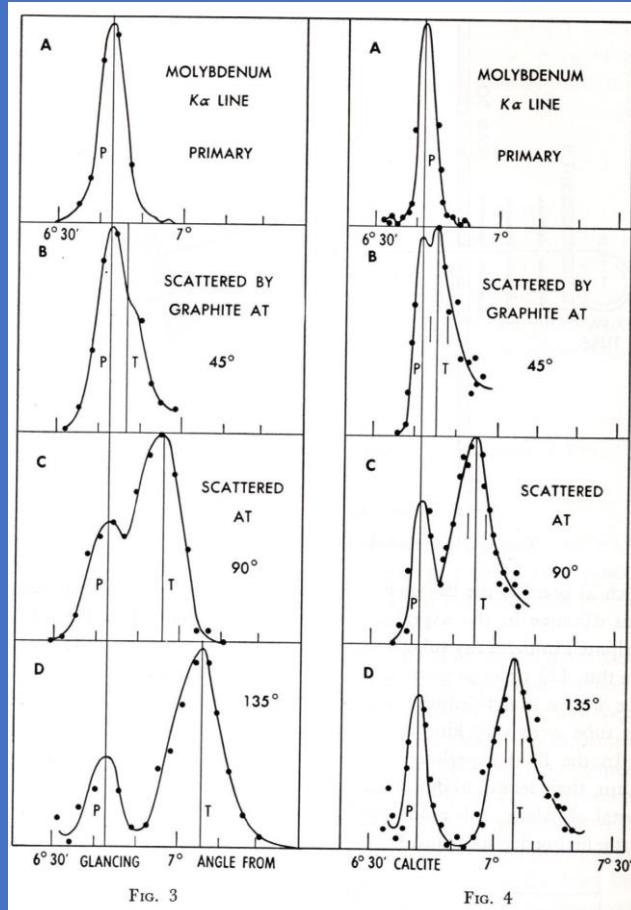 A
MOLYBDENUM
Kα LINE
P
PRIMARY
6° 30′ 7°
B
SCATTERED BY
GRAPHITE AT
P T
45°
C
SCATTERED
AT
P
90°
T
D
135°
P T
6° 30′ GLANCING 7° ANGLE FROM
FIG. 3
A
MOLYBDENUM
Kα LINE
P
PRIMARY
6° 30′ 7°
B
SCATTERED BY
GRAPHITE AT
P T 45°
C
SCATTERED
AT
P T
90°
D
135°
P T
6° 30′ CALCITE 7° 7° 30′
FIG. 4